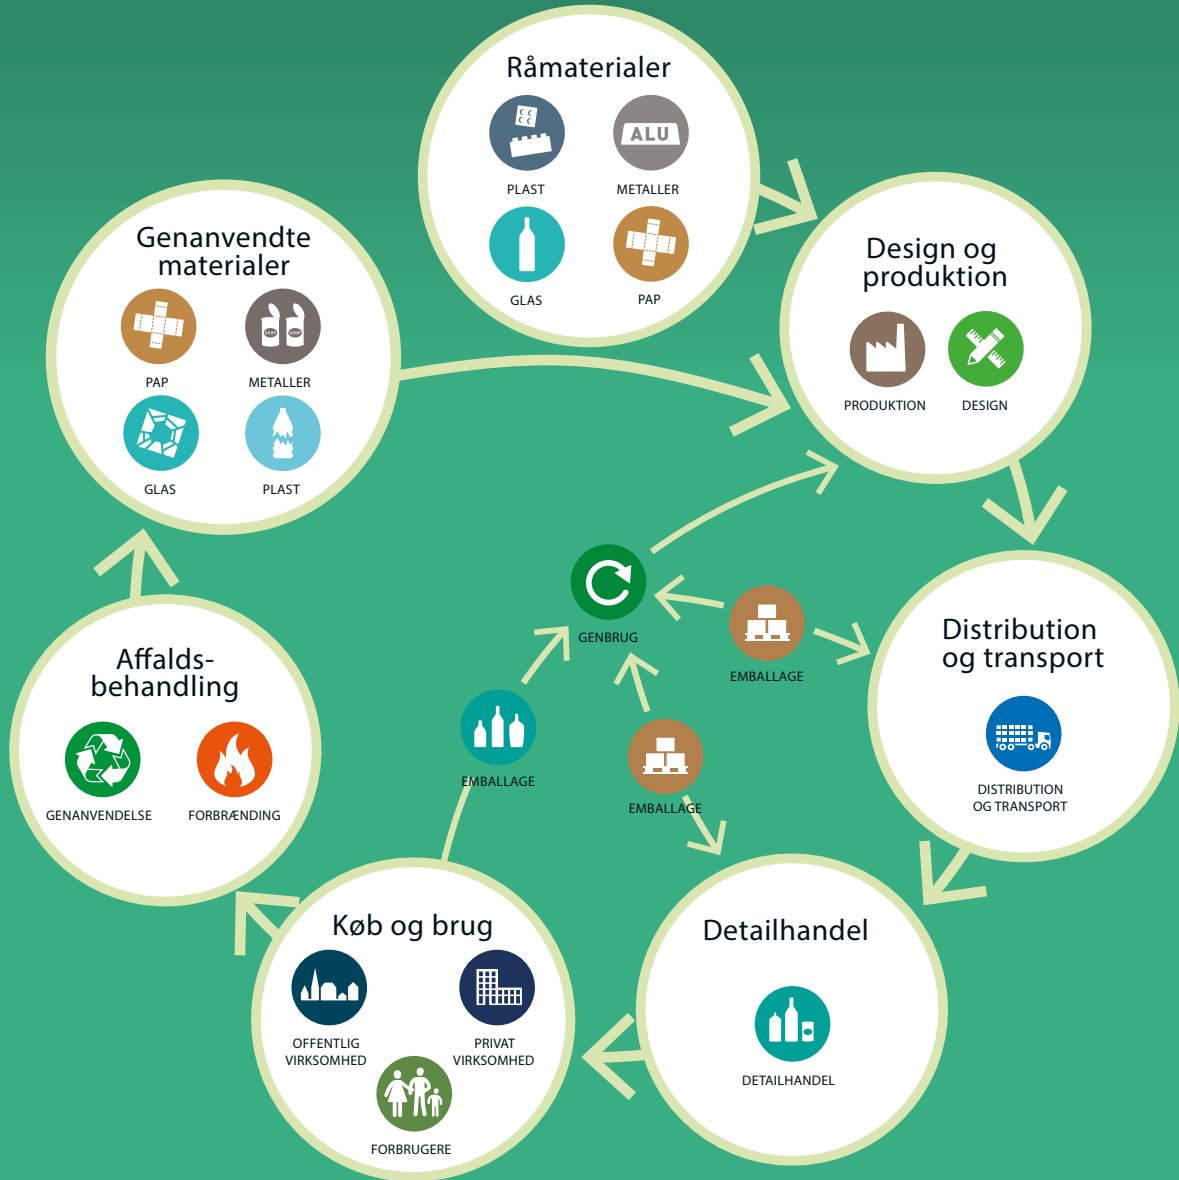 Råmaterialer
ALU
PLAST
METALLER
GLAS
PAP
Design og
produktion
PRODUKTION
DESIGN
Genanvendte
materialer
SOUP
SOUP
PAP
METALLER
GLAS
PLAST
GENBRUG
EMBALLAGE
EMBALLAGE
EMBALLAGE
Distribution
og transport
DISTRIBUTION
OG TRANSPORT
Affalds-
behandling
GENANVENDELSE
FORBRÆNDING
Køb og brug
OFFENTLIG
VIRKSOMHED
PRIVAT
VIRKSOMHED
FORBRUGERE
Detailhandel
DETAILHANDEL